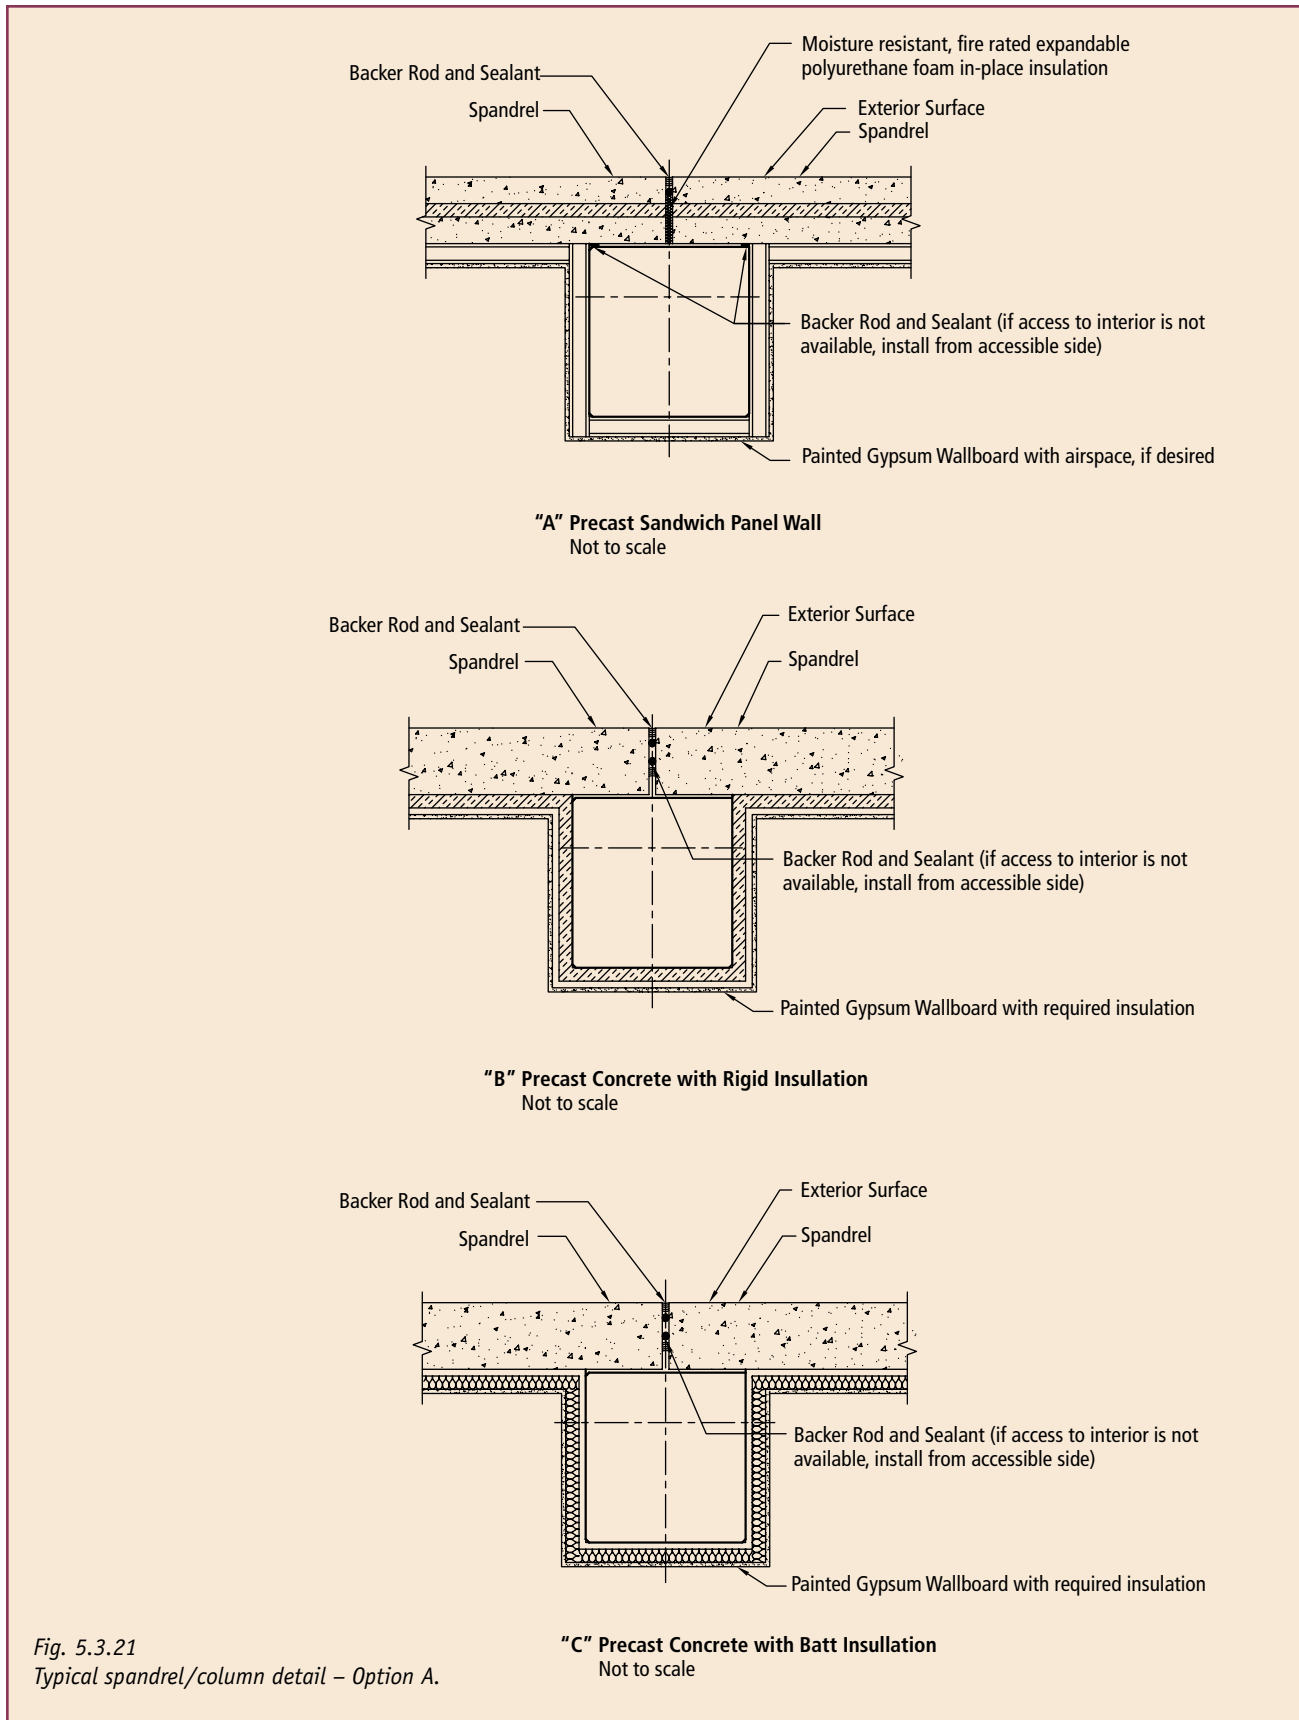 Moisture resistant, fire rated expandable
polyurethane foam in-place insulation
Backer Rod and Sealant
Spandrel
Exterior Surface
Spandrel
Backer Rod and Sealant (if access to interior is not
available, install from accessible side)
Painted Gypsum Wallboard with airspace, if desired
“A” Precast Sandwich Panel Wall
Not to scale
Exterior Surface
Backer Rod and Sealant
Spandrel
Spandrel
Backer Rod and Sealant (if access to interior is not
available, install from accessible side)
Painted Gypsum Wallboard with required insulation
“B” Precast Concrete with Rigid Insullation
Not to scale
Exterior Surface
Backer Rod and Sealant
Spandrel
Spandrel
Backer Rod and Sealant (if access to interior is not
available, install from accessible side)
Painted Gypsum Wallboard with required insulation
“C” Precast Concrete with Batt Insullation
Not to scale
Fig. 5.3.21
Typical spandrel/column detail – Option A.